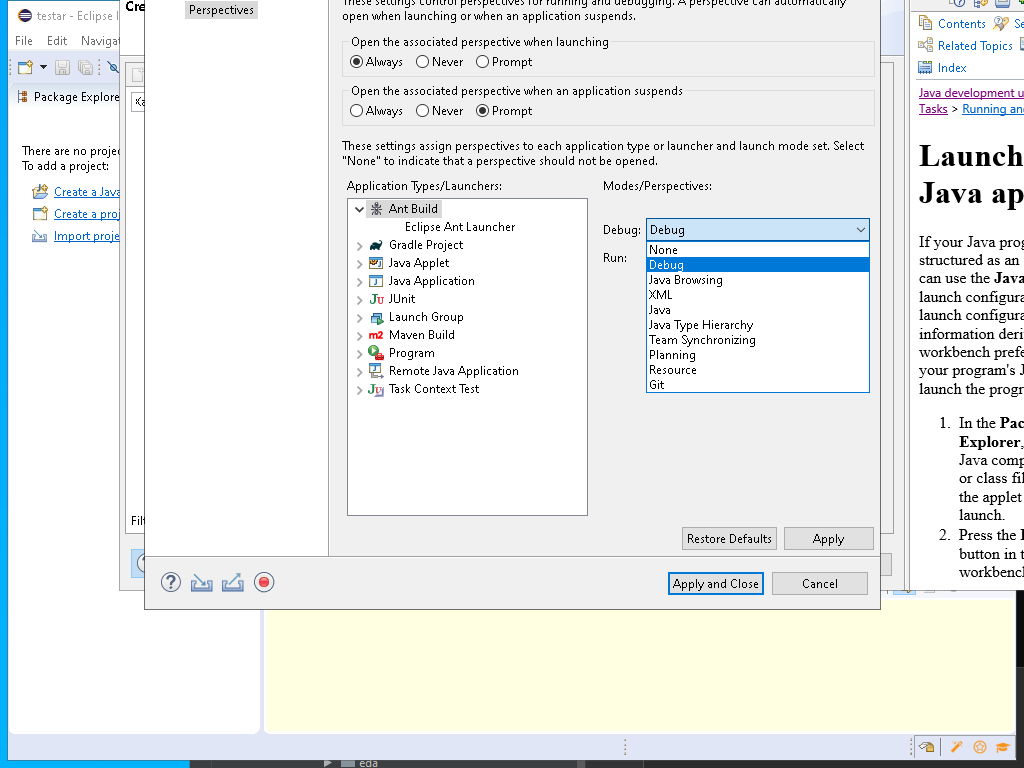 testar - Eclipse I
File
Edit
Package Explore
There are no proje
To add a project:
Create a Java
Create a proj
Import proje
Perspectives
These settings control perspectives for running and debugging. A perspective can automatically
open when launching or when an application suspends.
Open the associated perspective when launching
Always
Never
Prompt
Open the associated perspective when an application suspends
Always
Never
Prompt
These settings assign perspectives to each application type or launcher and launch mode set. Select
"None" to indicate that a perspective should not be opened.
Application Types/Launchers:
Ant Build
Eclipse Ant Launcher
Gradle Project
Java Applet
Java Application
JUnit
Launch Group
Maven Build
Program
Remote Java Application
Task Context Test
Modes/Perspectives:
Debug: Debug
Run:
None
Debug
Java Browsing
XML
Java
Java Type Hierarchy
Team Synchronizing
Planning
Resource
Git
Restore Defaults
Apply
Apply and Close
Cancel
Contents
Se
Related Topics
Index
Java development u
Tasks > Running an
Launch
Java ap
If your Java prog
structured as an
can use the Java
launch configura
launch configura
information deri
workbench prefe
your program's J
launch the progr
1. In the Pac
Explorer,
Java comp
or class fil
the applet
launch.
2. Press the
button in t
workbencl
eda